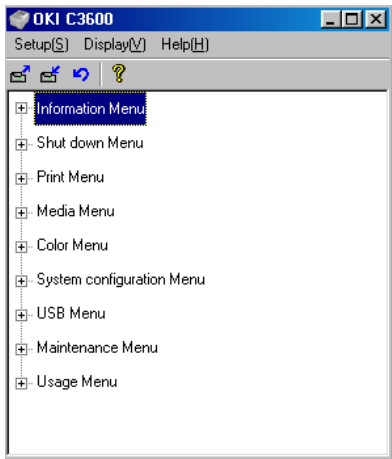 OKI C3600
Setup(S) Display(V) Help(H)
Information Menu
Shut down Menu
Print Menu
Media Menu
Color Menu
System configuration Menu
USB Menu
Maintenance Menu
Usage Menu